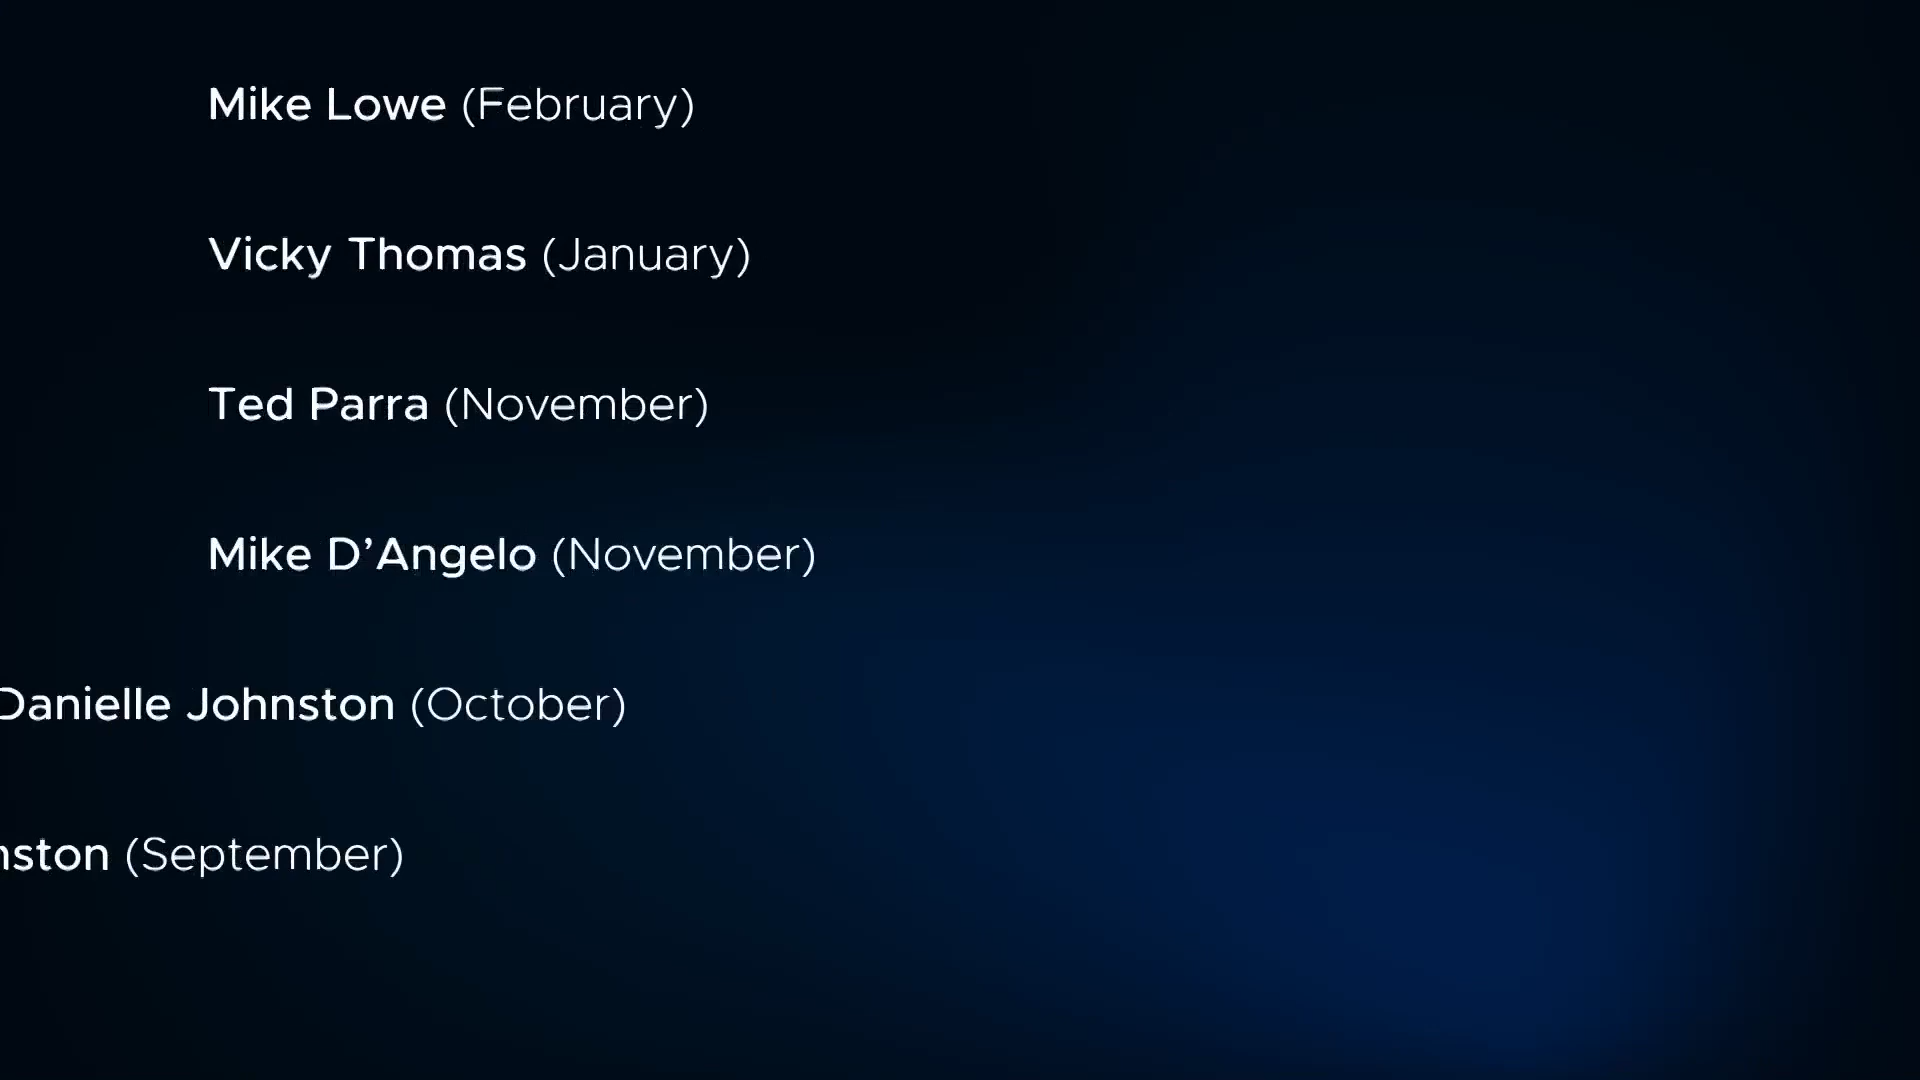 Mike Lowe (February)
Vicky Thomas (January)
Ted Parra (November)
Mike D’Angelo (November)
Danielle Johnston (October)
nston (September)